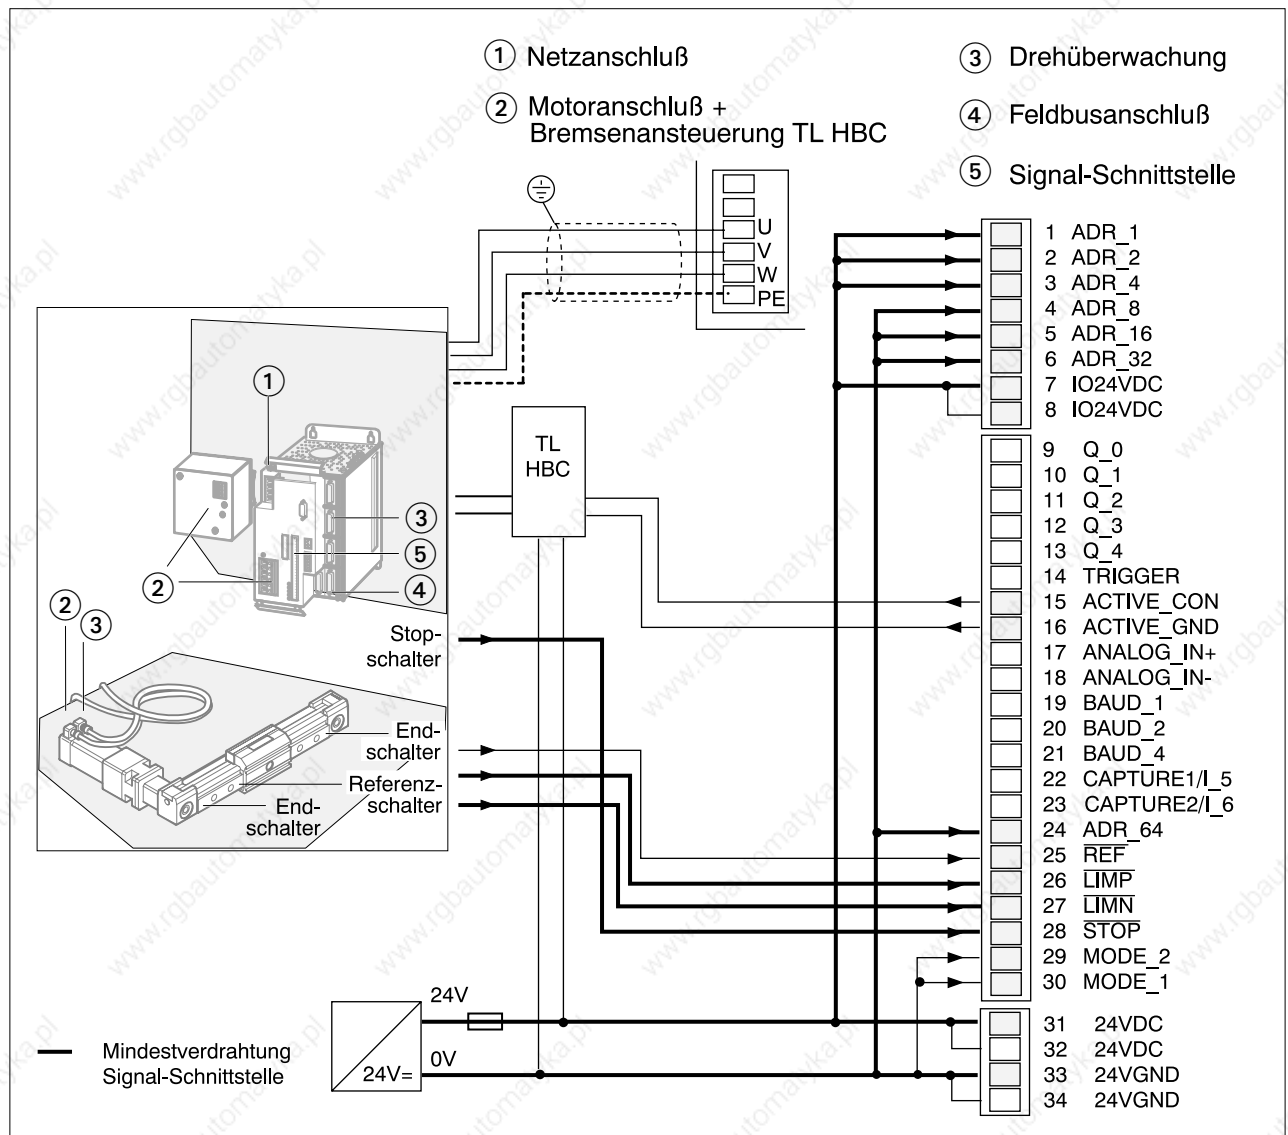 1 Netzanschluß
2 Motoranschluß +
Bremsenansteuerung TL HBC
3 Drehüberwachung
4 Feldbusanschluß
5 Signal-Schnittstelle
U
V
W
PE
1 ADR_1
2 ADR_2
3 ADR_4
4 ADR_8
5 ADR_16
6 ADR_32
7 IO24VDC
8 IO24VDC
9 Q_0
10 Q_1
11 Q_2
12 Q_3
13 Q_4
14 TRIGGER
15 ACTIVE_CON
16 ACTIVE_GND
17 ANALOG_IN+
18 ANALOG_IN-
19 BAUD_1
20 BAUD_2
21 BAUD_4
22 CAPTURE1/I_5
23 CAPTURE2/I_6
24 ADR_64
25 REF
26 LIMP
27 LIMN
28 STOP
29 MODE_2
30 MODE_1
31 24VDC
32 24VDC
33 24VGND
34 24VGND
TL
HBC
1
3
5
4
2
2
3
Stop-
schalter
End-
schalter
Referenz-
schalter
End-
schalter
24V
0V
24V=
Mindestverdrahtung
Signal-Schnittstelle
www.rgbautomatyka.pl